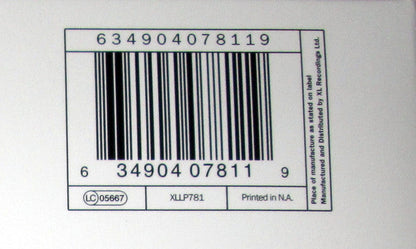 634904078119
6 34904 07811 9
LC 05667 XLLP781 Printed in N.A.
Place of manufacture as stated on label
Manufactured and Distributed by XL Recordings Ltd.